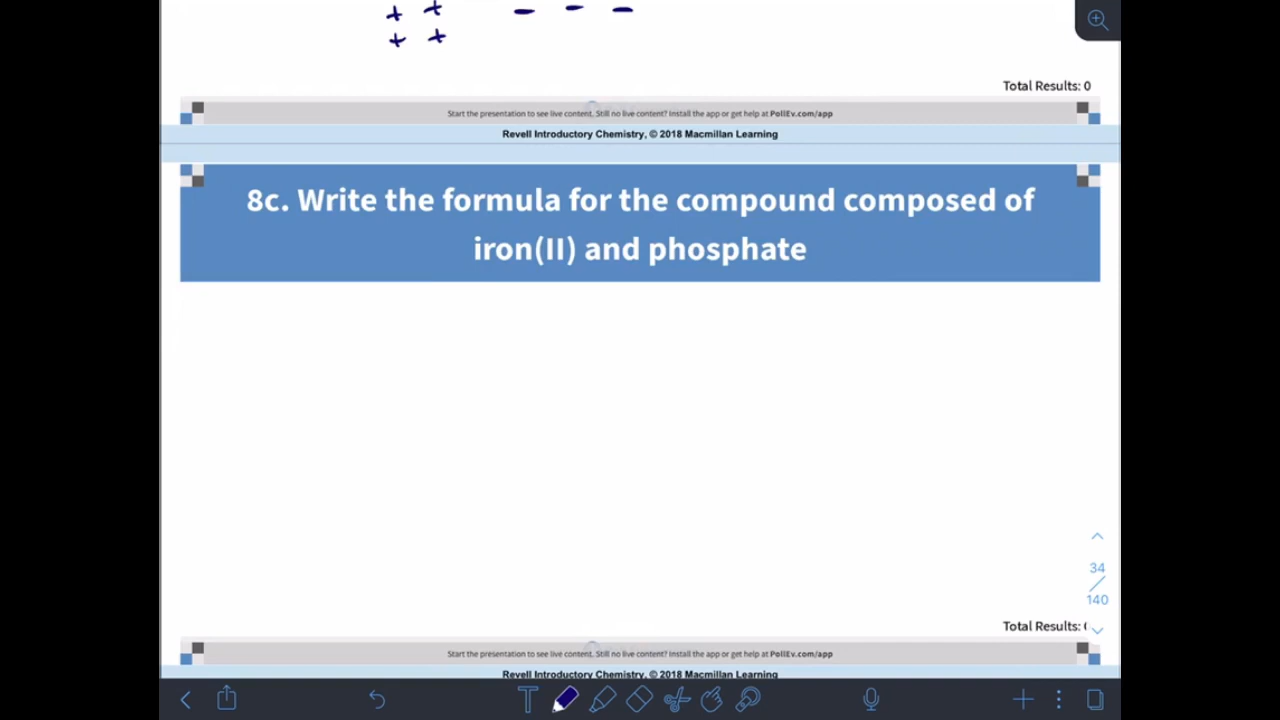 + + - - -
+ +
Total Results: 0
Start the presentation to see live content. Still no live content? Install the app or get help at PollEv.com/app
Revell Introductory Chemistry, © 2018 Macmillan Learning
8c. Write the formula for the compound composed of
iron(II) and phosphate
34
/
140
Total Results:
Start the presentation to see live content. Still no live content? Install the app or get help at PollEv.com/app
Revell Introductory Chemistry, © 2018 Macmillan Learning
T